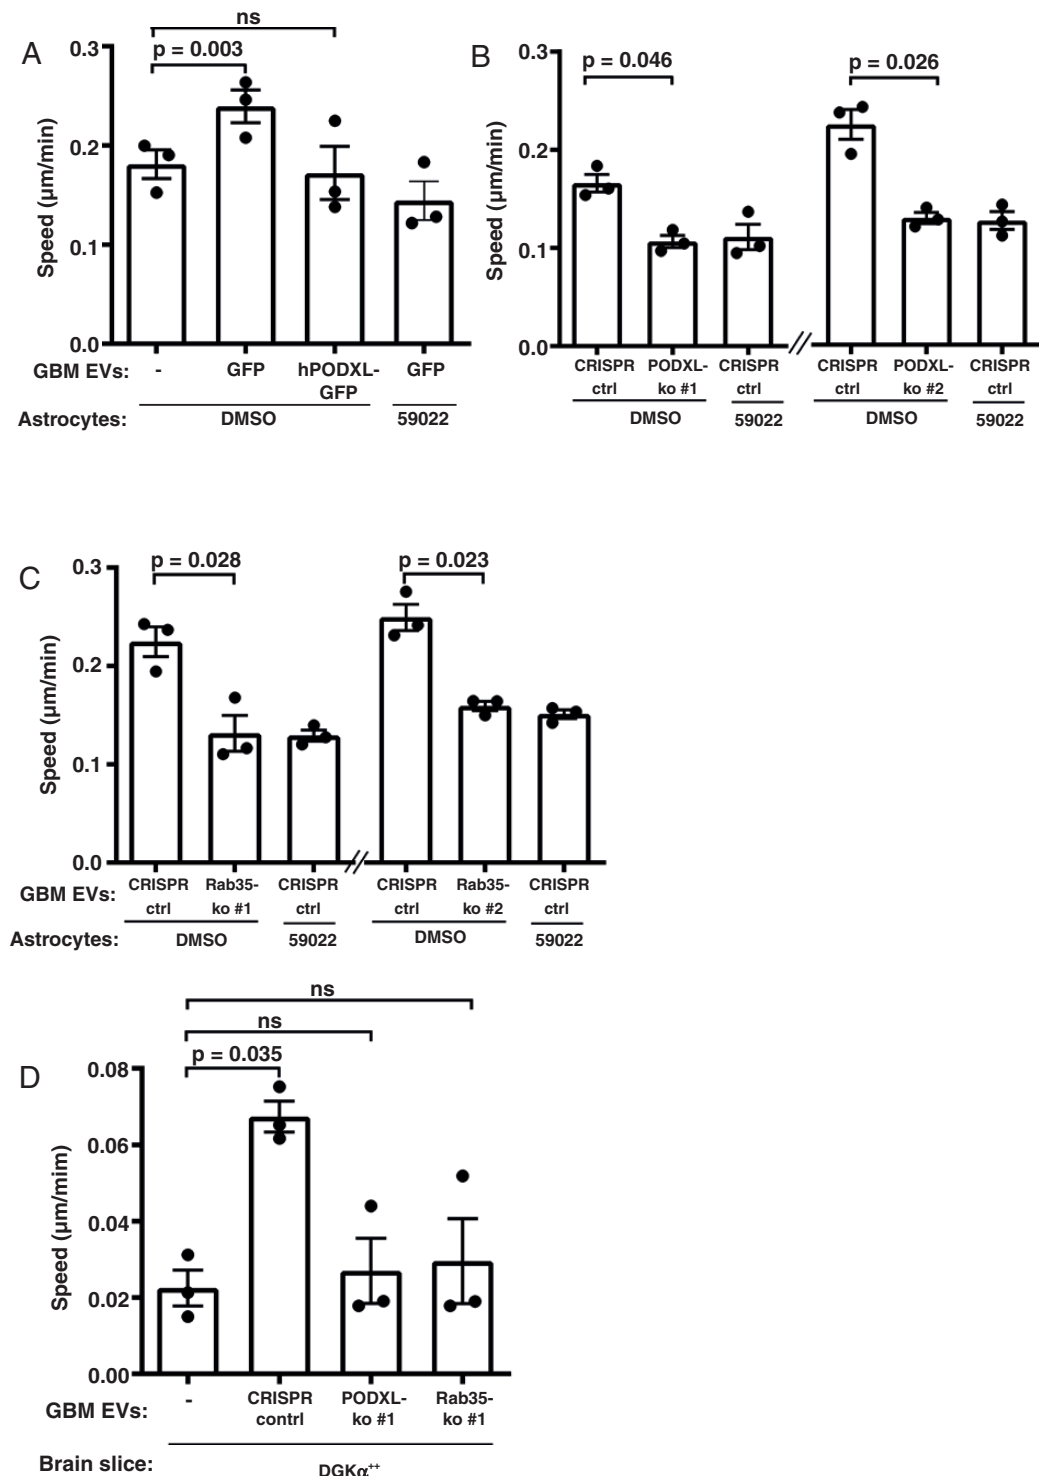 A
ns
p = 0.003
0.3
0.2
0.1
0.0
Speed (µm/min)
GBM EVs: - GFP hPODXL- GFP
GFP
Astrocytes: DMSO 59022
B
p = 0.046 p = 0.026
0.3
0.2
0.1
0.0
Speed (µm/min)
CRISPR PODXL- CRISPR CRISPR PODXL- CRISPR
ctrl ko #1 ctrl ctrl ko #2 ctrl
DMSO 59022 DMSO 59022
C
p = 0.028 p = 0.023
0.3
0.2
0.1
0.0
Speed (µm/min)
GBM EVs: CRISPR Rab35- CRISPR CRISPR Rab35- CRISPR
ctrl ko #1 ctrl ctrl ko #2 ctrl
Astrocytes: DMSO 59022 DMSO 59022
D
ns
ns
p = 0.035
0.08
0.06
0.04
0.02
0.00
Speed (µm/mim)
GBM EVs: - CRISPR PODXL- Rab35-
contrl ko #1 ko #1
Brain slice: DGKα⁺⁺